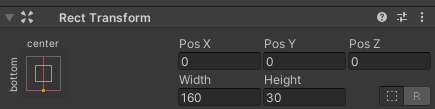 Rect Transform
center
bottom
Pos X Pos Y Pos Z
0 0 0
Width Height
160 30
R